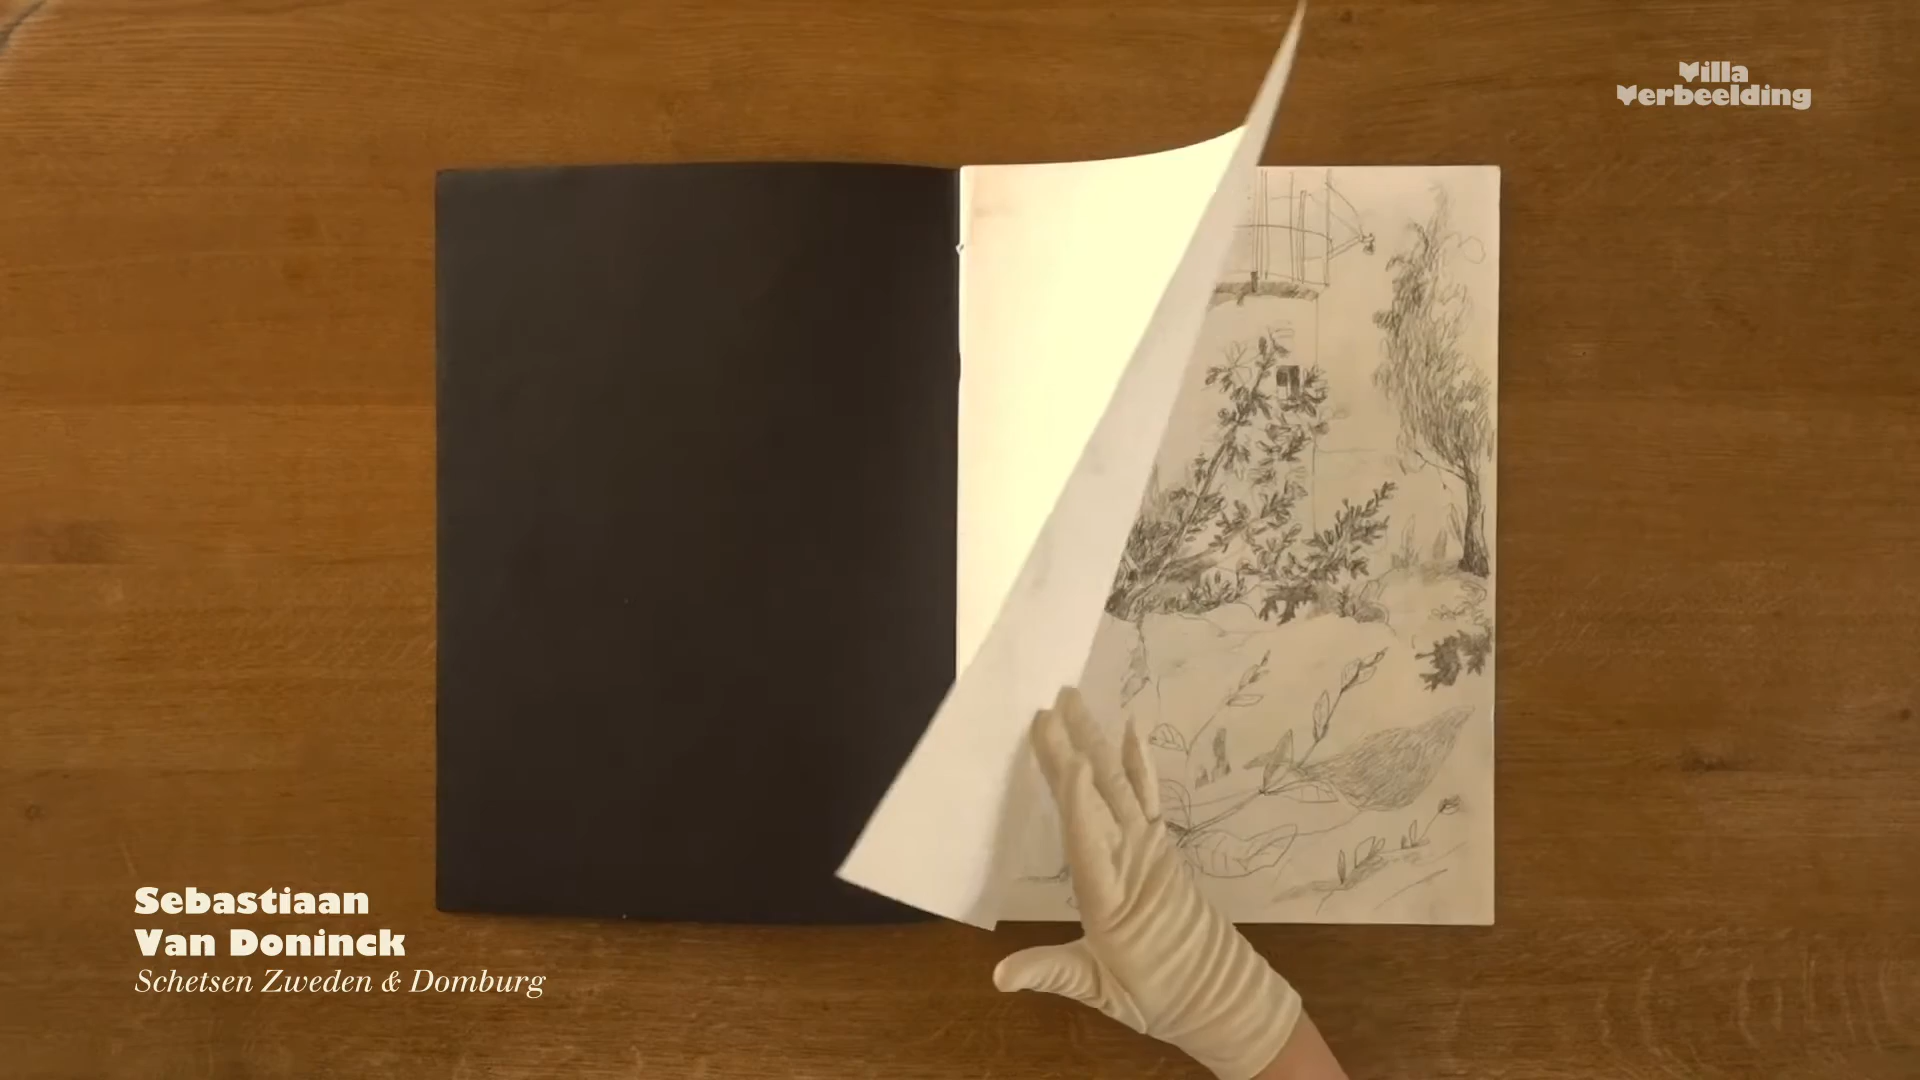 Villa
Verbeelding
Sebastiaan
Van Doninck
Schetsen Zweden & Domburg